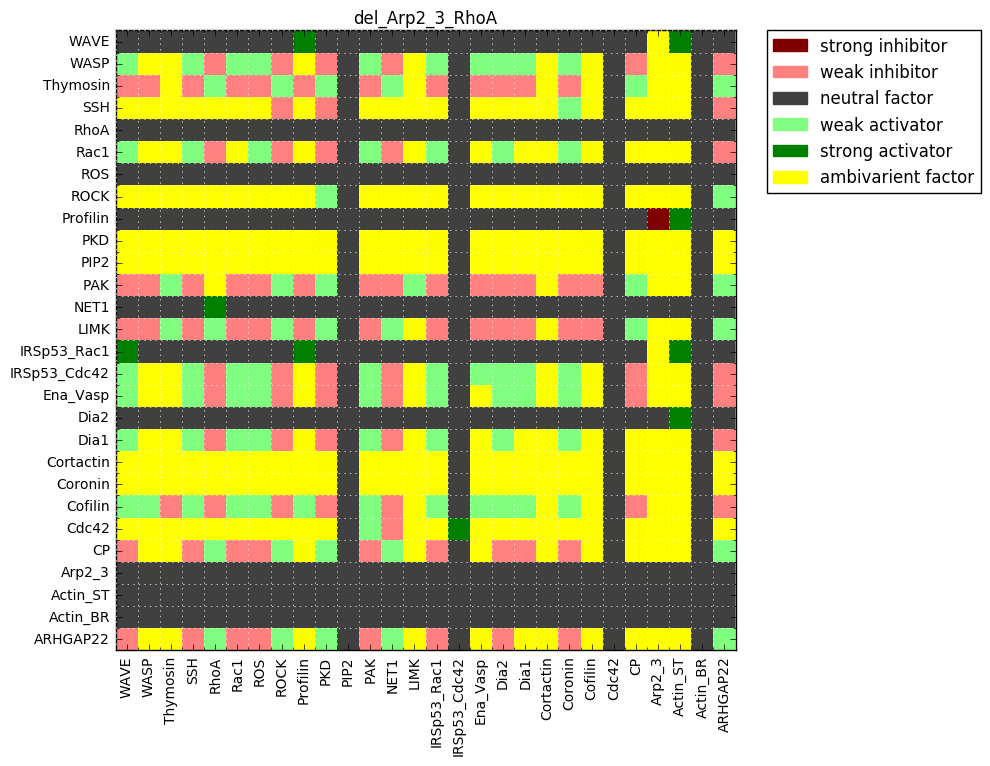 del_Arp2_3_RhoA
WAVE
WASP
Thymosin
SSH
RhoA
Rac1
ROS
ROCK
Profilin
PKD
PIP2
PAK
NET1
LIMK
IRSp53_Rac1
IRSp53_Cdc42
Ena_Vasp
Dia2
Dia1
Cortactin
Coronin
Cofilin
Cdc42
CP
Arp2_3
Actin_ST
Actin_BR
ARHGAP22
WAVE
WASP
Thymosin
SSH
RhoA
Rac1
ROS
ROCK
Profilin
PKD
PIP2
PAK
NET1
LIMK
IRSp53_Rac1
IRSp53_Cdc42
Ena_Vasp
Dia2
Dia1
Cortactin
Coronin
Cofilin
Cdc42
CP
Arp2_3
Actin_ST
Actin_BR
ARHGAP22
strong inhibitor
weak inhibitor
neutral factor
weak activator
strong activator
ambivarient factor